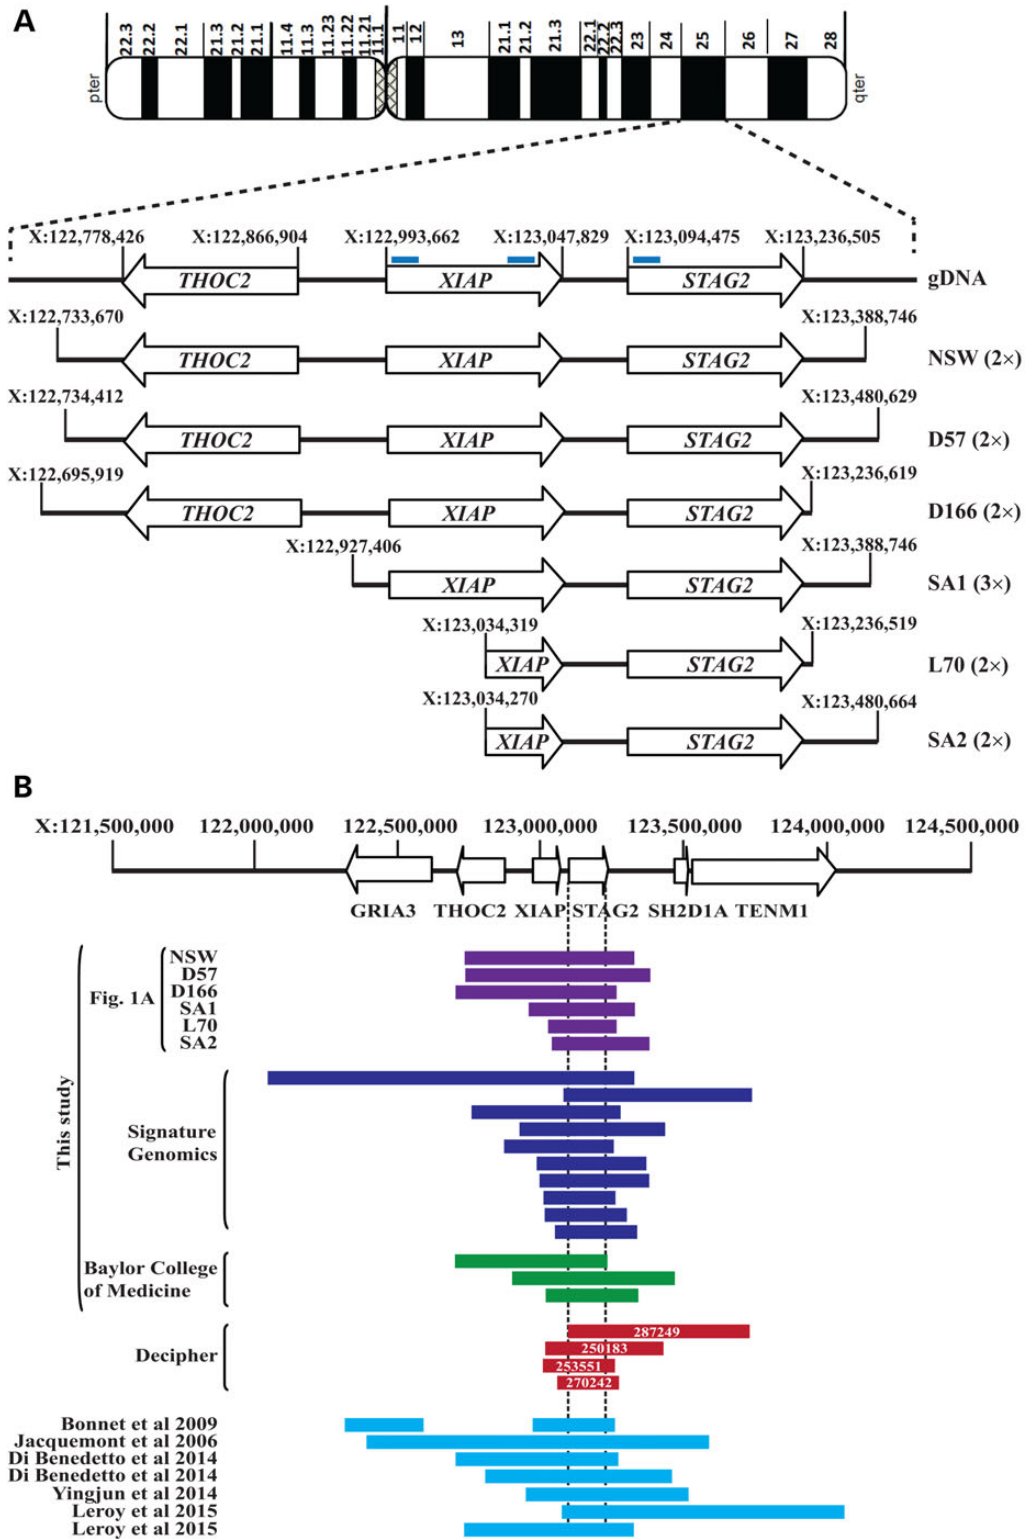 A
22.3 22.2 22.1 21.3 21.2 21.1 11.4 11.3 11.23 11.22 11.21 11.1 11 12 13 21.1 21.2 21.3 22.1 22.2 22.3 23 24 25 26 27 28
pter
qter
X:122,778,426 X:122,866,904 X:122,993,662 X:123,047,829 X:123,094,475 X:123,236,505
THOC2 XIAP STAG2 gDNA
X:122,733,670 X:123,388,746
THOC2 XIAP STAG2 NSW (2×)
X:122,734,412 X:123,480,629
THOC2 XIAP STAG2 D57 (2×)
X:122,695,919 X:123,236,619
THOC2 XIAP STAG2 D166 (2×)
X:122,927,406 X:123,388,746
XIAP STAG2 SA1 (3×)
X:123,034,319 X:123,236,519
XIAP STAG2 L70 (2×)
X:123,034,270 X:123,480,664
XIAP STAG2 SA2 (2×)
B
X:121,500,000 122,000,000 122,500,000 123,000,000 123,500,000 124,000,000 124,500,000
GRIA3 THOC2 XIAP STAG2 SH2D1A TENM1
This study
Fig. 1A
NSW
D57
D166
SA1
L70
SA2
Signature
Genomics
Baylor College
of Medicine
Decipher
287249
250183
253551
270242
Bonnet et al 2009
Jacquemont et al 2006
Di Benedetto et al 2014
Di Benedetto et al 2014
Yingjun et al 2014
Leroy et al 2015
Leroy et al 2015